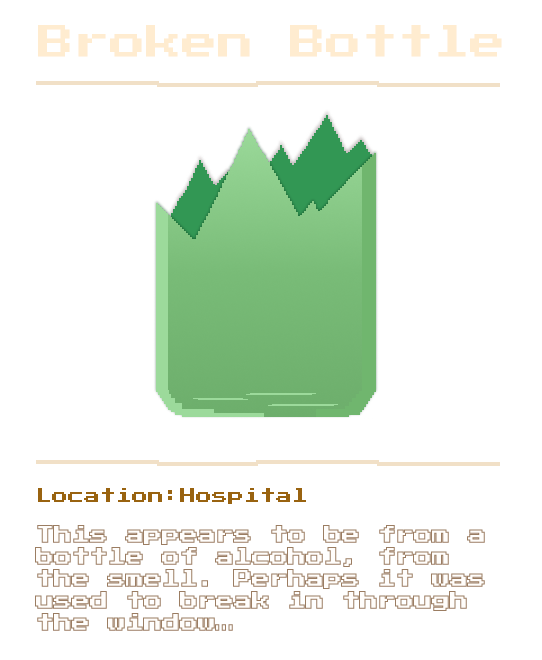 Broken Bottle
Location:Hospital
This appears to be from a
bottle of alcohol, from
the smell. Perhaps it was
used to break in through
the window…